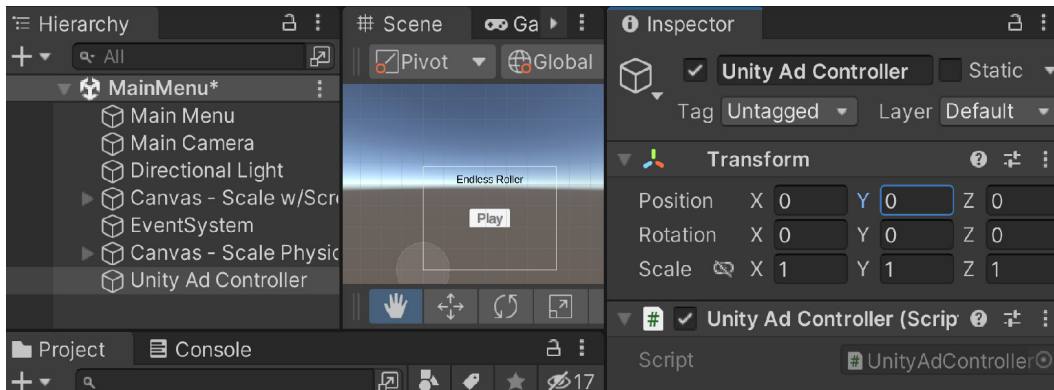 Hierarchy
All
MainMenu*
Main Menu
Main Camera
Directional Light
Canvas - Scale w/Scr
EventSystem
Canvas - Scale Physic
Unity Ad Controller
Scene
Ga
Pivot
Global
Endless Roller
Play
Project
Console
17
Inspector
Unity Ad Controller
Static
Tag Untagged
Layer Default
Transform
Position X 0 Y 0 Z 0
Rotation X 0 Y 0 Z 0
Scale X 1 Y 1 Z 1
# Unity Ad Controller (Scrip
Script
# UnityAdController